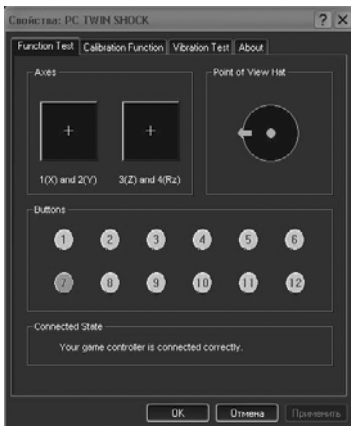 Свойства: PC TWIN SHOCK
Function Test Calibration Function Vibration Test About
Axes Point of View Hat
1(X) and 2(Y) 3(Z) and 4(Rz)
Buttons
1 2 3 4 5 6
7 8 9 10 11 12
Connected State
Your game controller is connected correctly.
OK Отмена Применить